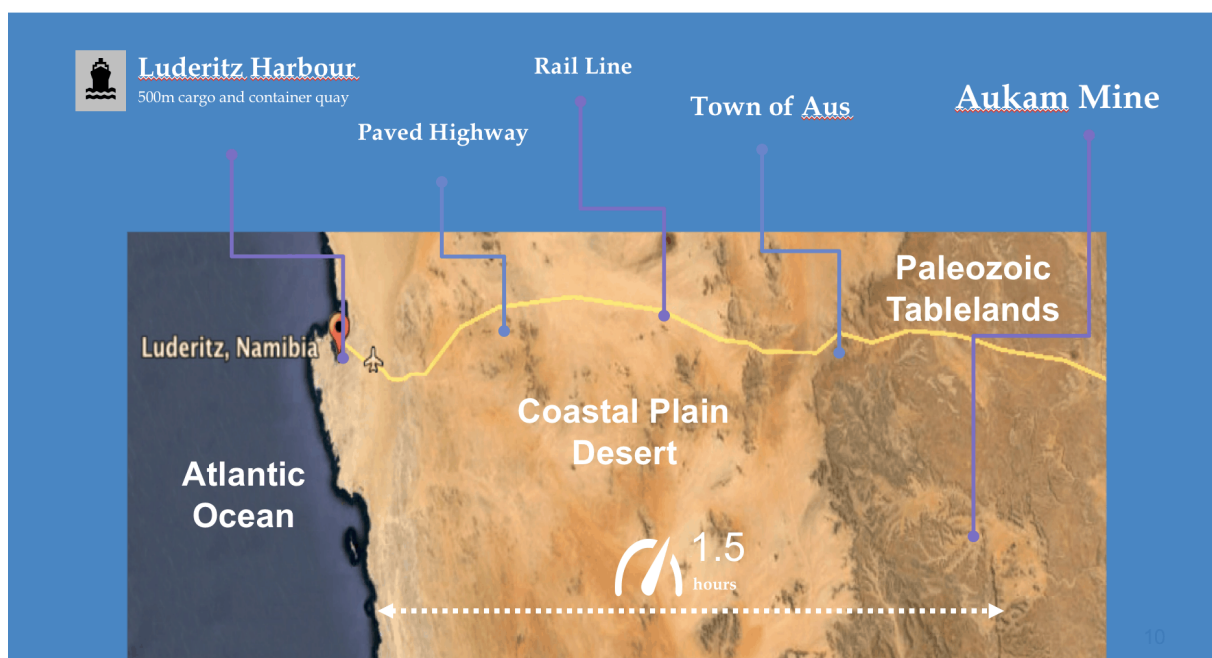 Luderitz Harbour
500m cargo and container quay
Rail Line
Paved Highway
Town of Aus
Aukam Mine
Paleozoic
Tablelands
Luderitz, Namibia
Coastal Plain
Desert
Atlantic
Ocean
1.5
hours
10